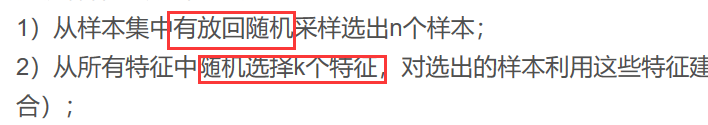 1）从样本集中有放回随机采样选出n个样本；
2）从所有特征中随机选择k个特征，对选出的样本利用这些特征建
合）；